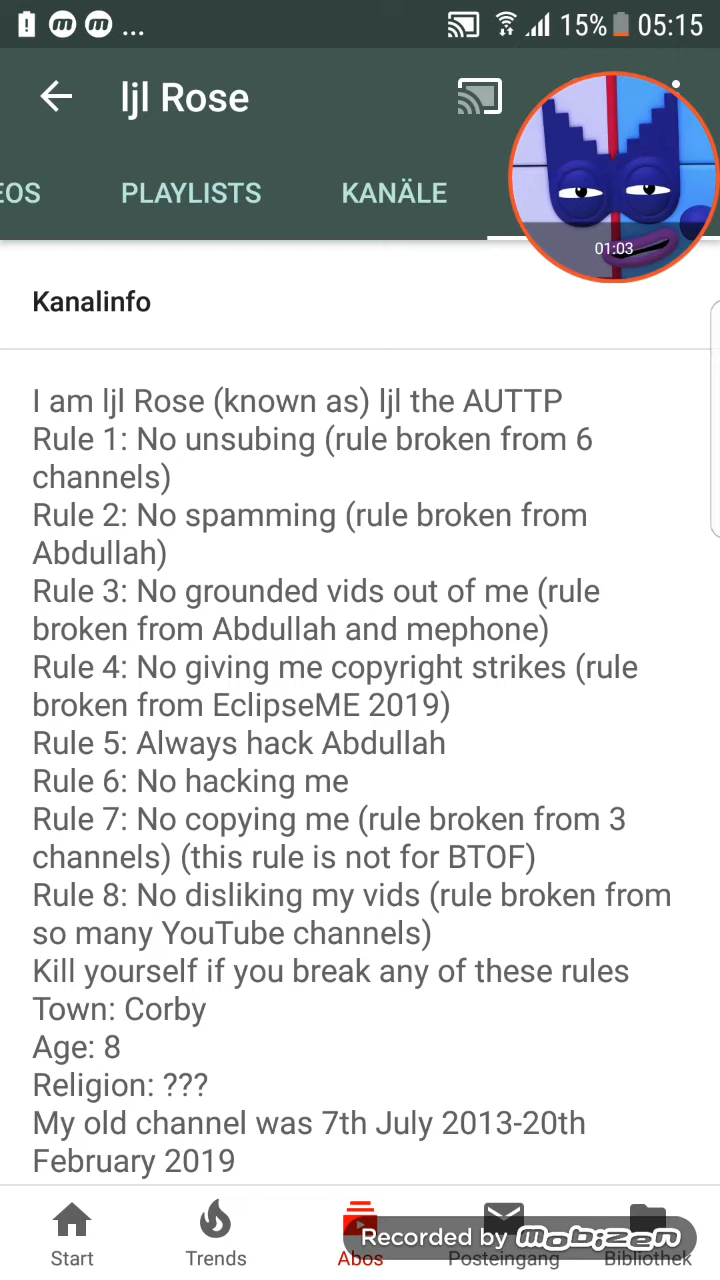 15% 05:15
ljl Rose
EOS PLAYLISTS KANÄLE
01:03
Kanalinfo
I am ljl Rose (known as) ljl the AUTTP
Rule 1: No unsubing (rule broken from 6
channels)
Rule 2: No spamming (rule broken from
Abdullah)
Rule 3: No grounded vids out of me (rule
broken from Abdullah and mephone)
Rule 4: No giving me copyright strikes (rule
broken from EclipseME 2019)
Rule 5: Always hack Abdullah
Rule 6: No hacking me
Rule 7: No copying me (rule broken from 3
channels) (this rule is not for BTOF)
Rule 8: No disliking my vids (rule broken from
so many YouTube channels)
Kill yourself if you break any of these rules
Town: Corby
Age: 8
Religion: ???
My old channel was 7th July 2013-20th
February 2019
Recorded by mobizen
Start Trends Abos Posteingang Bibliothek